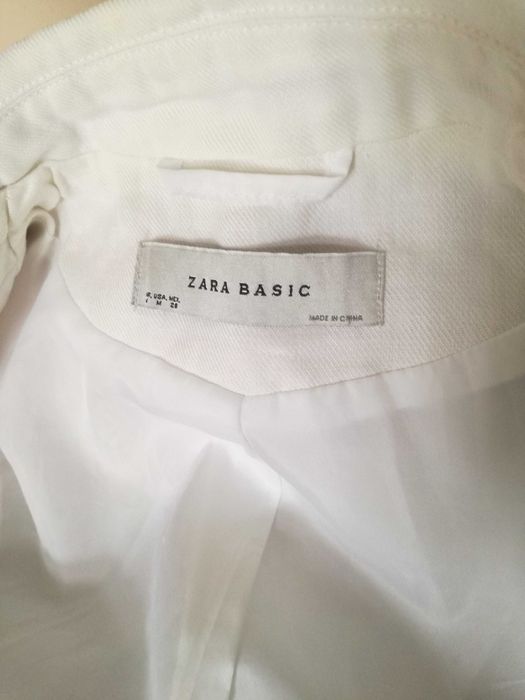 ZARA BASIC
USA. MEX.
M 28
MADE IN CHINA